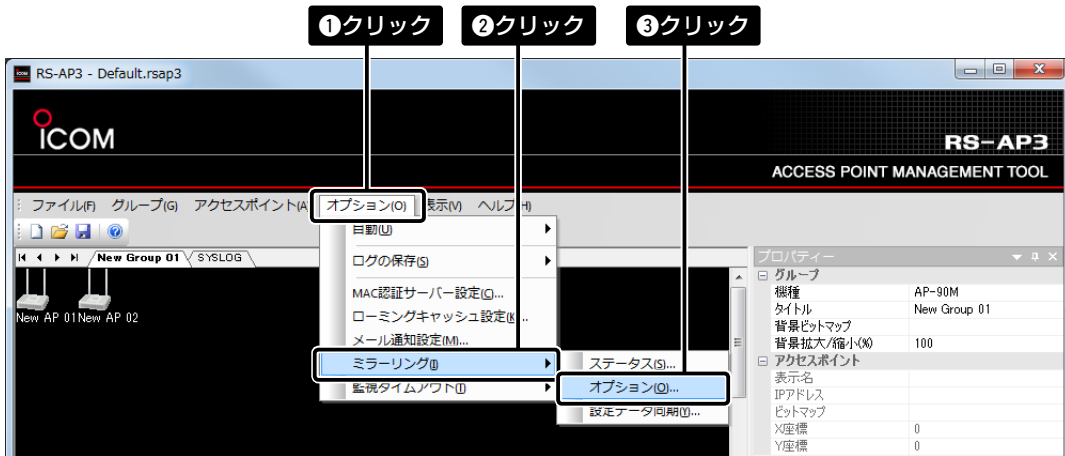 ❶クリック ❷クリック ❸クリック
RS-AP3 - Default.rsap3
ICOM
RS-AP3
ACCESS POINT MANAGEMENT TOOL
ファイル(F) グループ(G) アクセスポイント(A オプション(O) 表示(V) ヘルプ(H)
New Group 01 SYSLOG
New AP 01 New AP 02
自動(U)
ログの保存(S)
MAC認証サーバー設定(C)...
ローミングキャッシュ設定(K)...
メール通知設定(M)...
ミラーリング(I)
監視タイムアウト(T)
ステータス(S)...
オプション(O)...
設定データ同期(Y)...
プロパティー
グループ
機種 AP-90M
タイトル New Group 01
背景ビットマップ
背景拡大/縮小(%) 100
アクセスポイント
表示名
IPアドレス
ビットマップ
X座標 0
Y座標 0